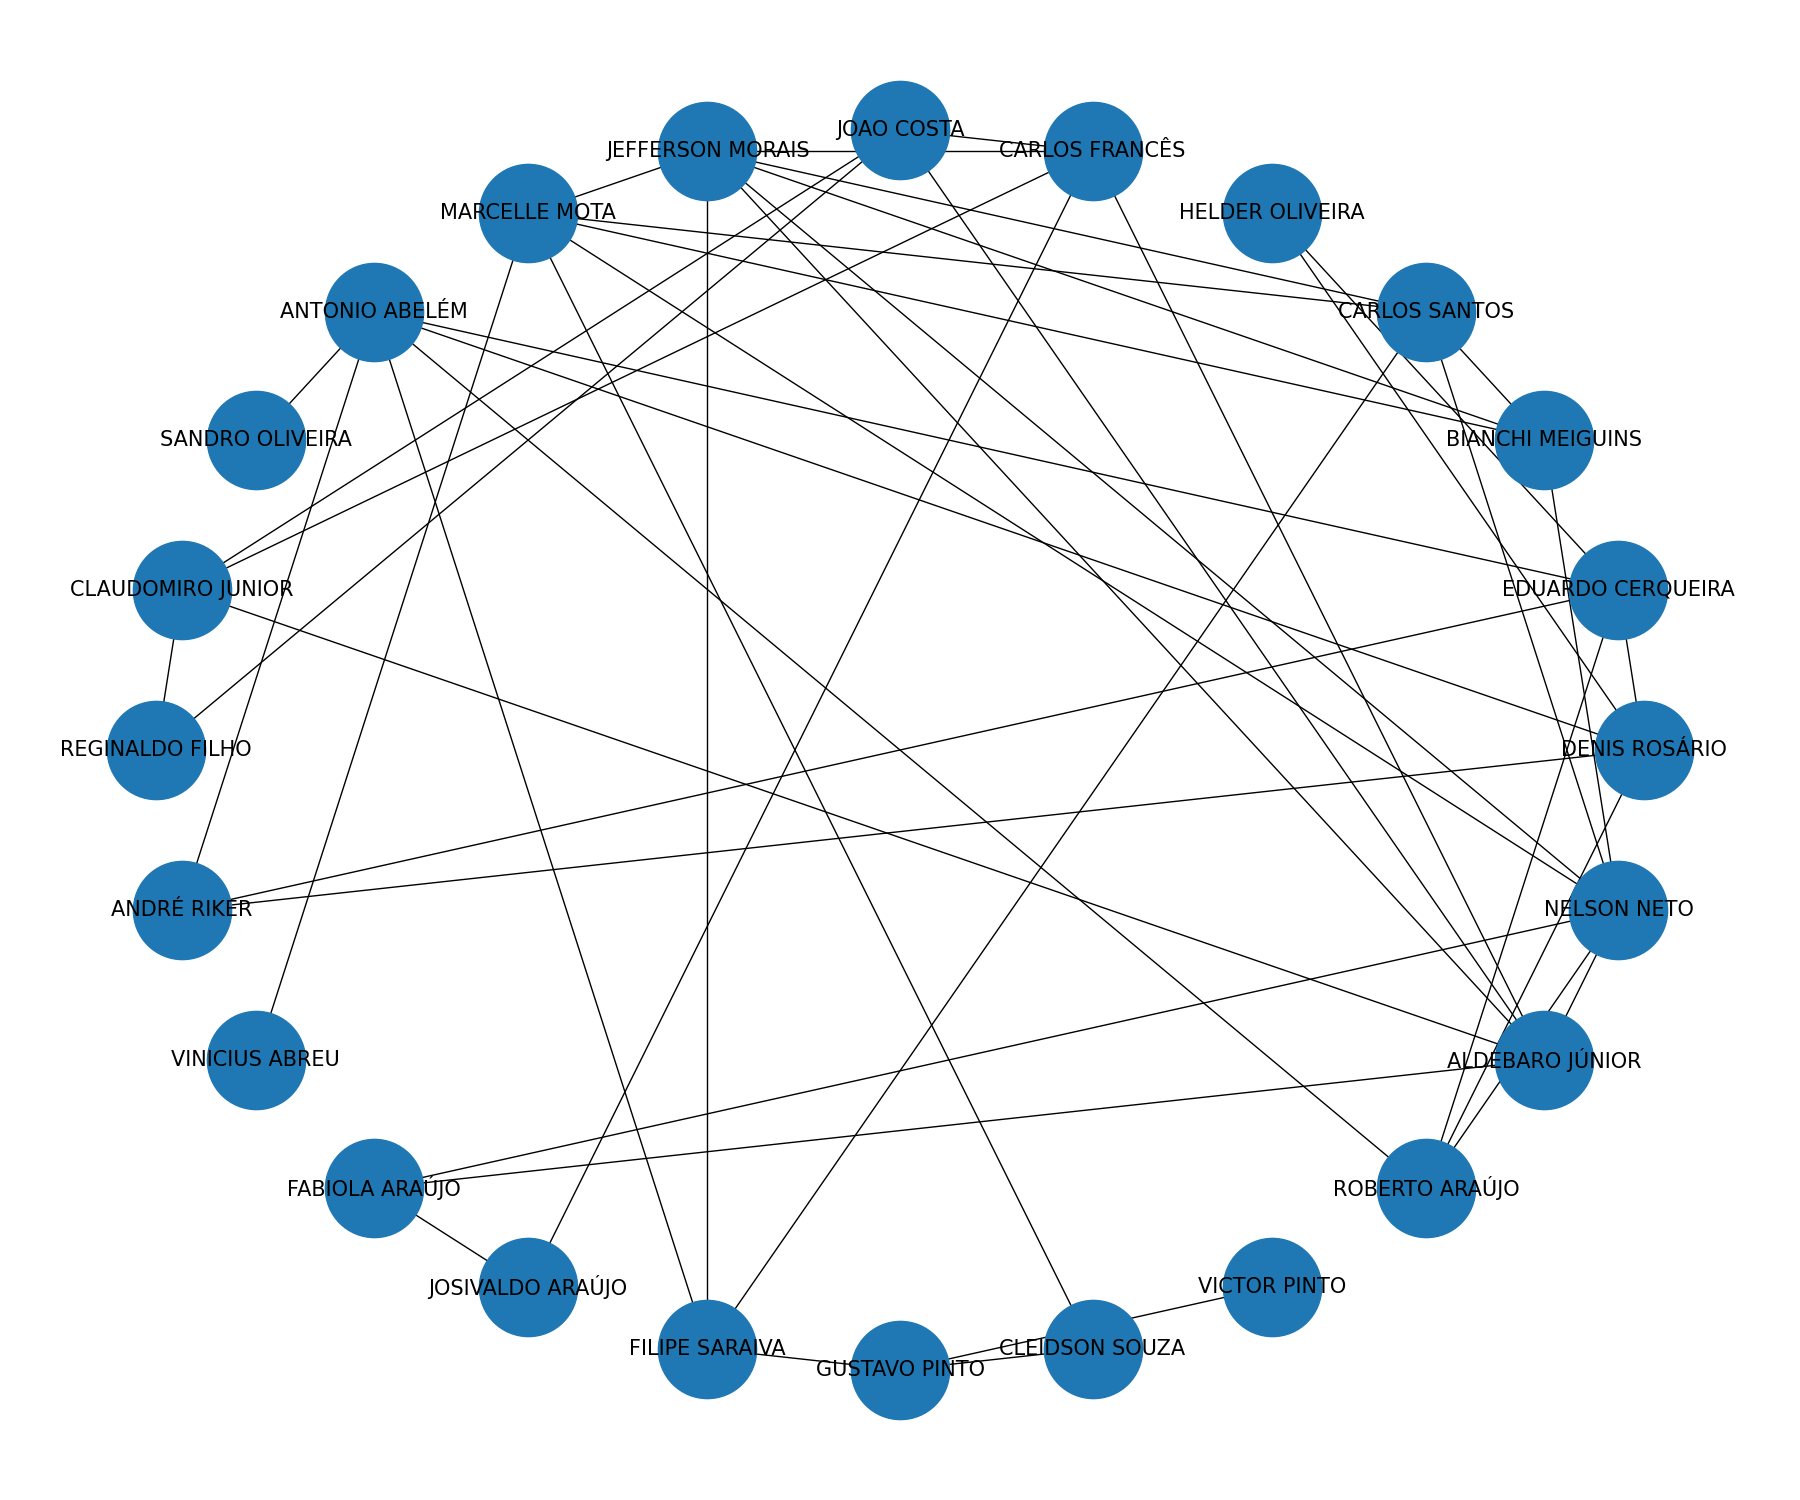 JOAO COSTA
JEFFERSON MORAIS
CARLOS FRANCÊS
MARCELLE MOTA
HELDER OLIVEIRA
ANTONIO ABELÉM
CARLOS SANTOS
SANDRO OLIVEIRA
BIANCHI MEIGUINS
CLAUDOMIRO JUNIOR
EDUARDO CERQUEIRA
REGINALDO FILHO
DENIS ROSÁRIO
ANDRÉ RIKER
NELSON NETO
VINICIUS ABREU
ALDEBARO JÚNIOR
FABIOLA ARAÚJO
ROBERTO ARAÚJO
JOSIVALDO ARAÚJO
VICTOR PINTO
FILIPE SARAIVA
CLEIDSON SOUZA
GUSTAVO PINTO